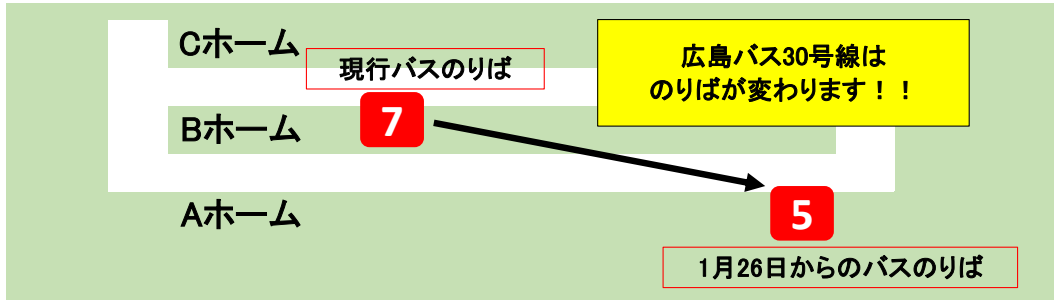 Cホーム
現行バスのりば
広島バス30号線は
のりばが変わります！！
Bホーム
7
Aホーム
5
1月26日からのバスのりば